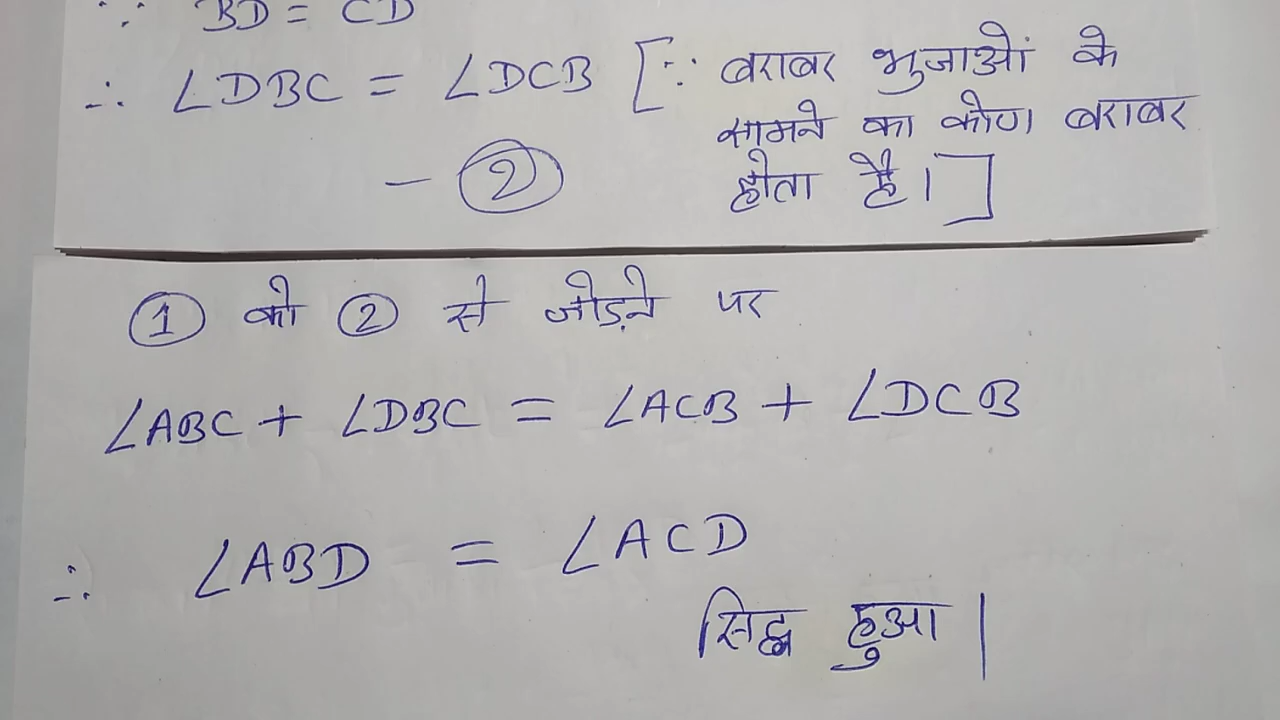 ∵ BD = CD
∴ ∠DBC = ∠DCB [∵ बराबर भुजाओं के
सामने का कोण बराबर
— ② होता है।]
① को ② से जोड़ने पर
∠ABC + ∠DBC = ∠ACB + ∠DCB
∴ ∠ABD = ∠ACD
सिद्ध हुआ |